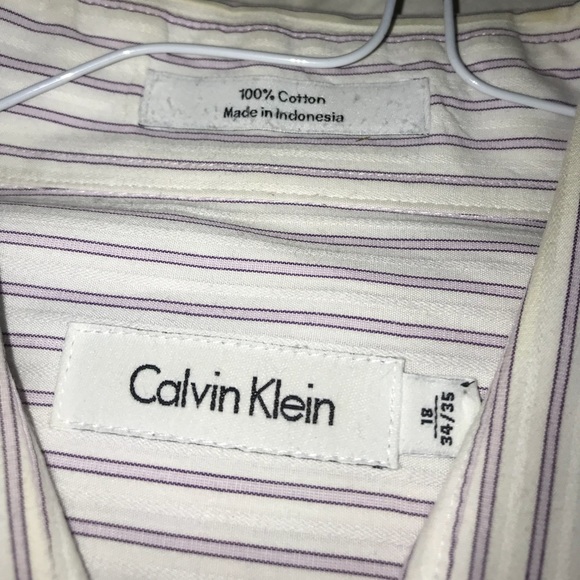 100% Cotton
Made in Indonesia
Calvin Klein
18
34/35